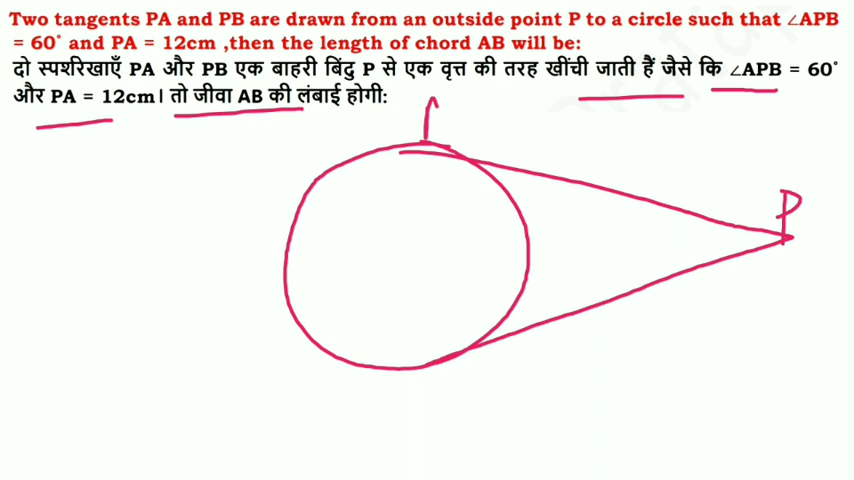 Two tangents PA and PB are drawn from an outside point P to a circle such that ∠APB
= 60˚ and PA = 12cm ,then the length of chord AB will be:
दो स्पर्शरेखाएँ PA और PB एक बाहरी बिंदु P से एक वृत्त की तरह खींची जाती हैं जैसे कि ∠APB = 60˚
और PA = 12cm। तो जीवा AB की लंबाई होगी:
P